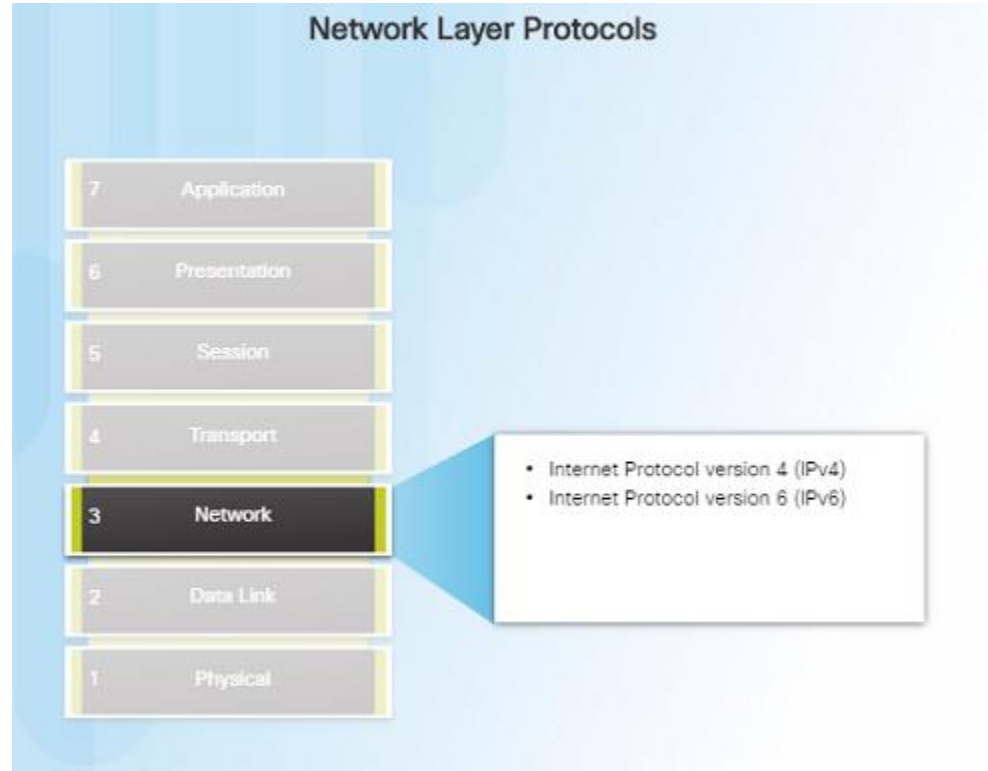 Network Layer Protocols
7 Application
6 Presentation
5 Session
4 Transport
3 Network
• Internet Protocol version 4 (IPv4)
• Internet Protocol version 6 (IPv6)
2 Data Link
1 Physical